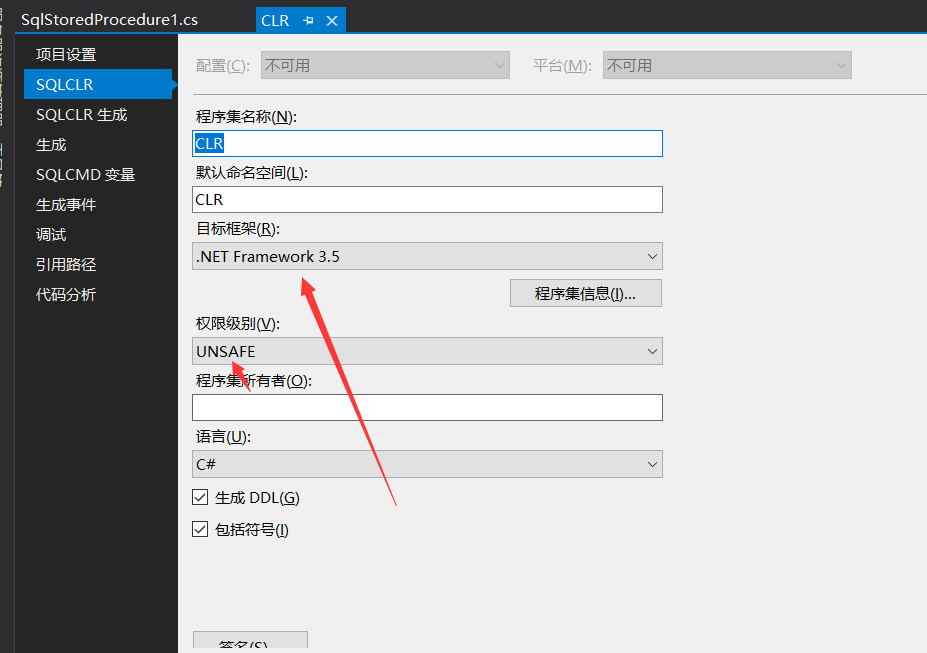 SqlStoredProcedure1.cs
CLR
项目设置
SQLCLR
SQLCLR 生成
生成
SQLCMD 变量
生成事件
调试
引用路径
代码分析
配置(C): 不可用 平台(M): 不可用
程序集名称(N):
CLR
默认命名空间(L):
CLR
目标框架(R):
.NET Framework 3.5
程序集信息(I)...
权限级别(V):
UNSAFE
程序集所有者(O):
语言(U):
C#
生成 DDL(G)
包括符号(I)
签名(S)...